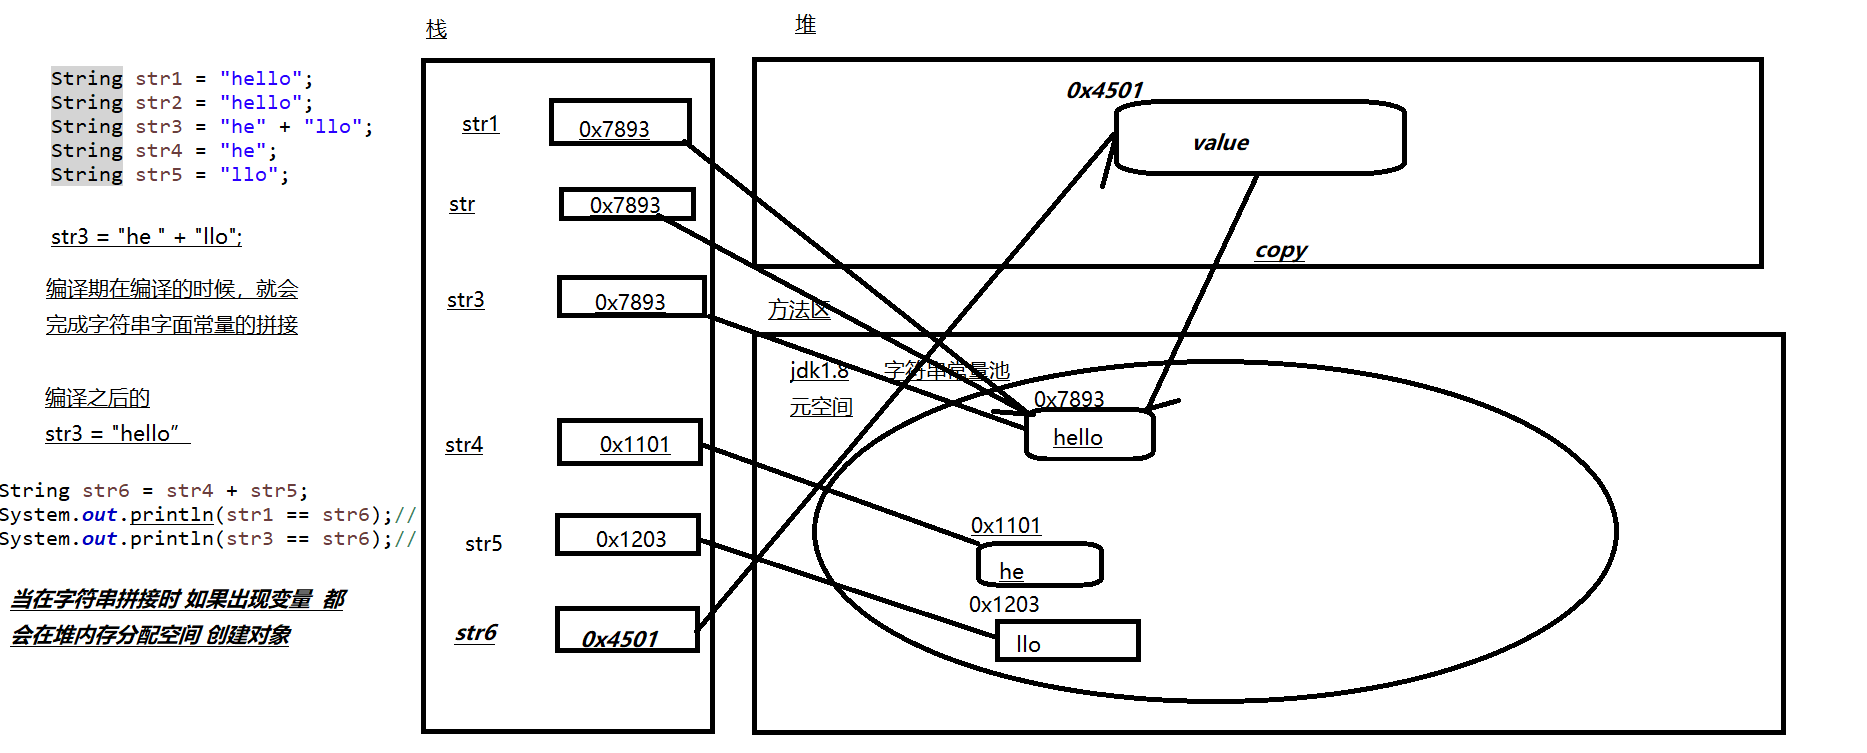 栈
堆
String str1 = "hello";
String str2 = "hello";
String str3 = "he" + "llo";
String str4 = "he";
String str5 = "llo";
str3 = "he " + "llo";
编译期在编译的时候，就会
完成字符串字面常量的拼接
编译之后的
str3 = "hello”
String str6 = str4 + str5;
System.out.println(str1 == str6);//
System.out.println(str3 == str6);//
当在字符串拼接时 如果出现变量 都
会在堆内存分配空间 创建对象
str1
0x7893
str
0x7893
str3
0x7893
str4
0x1101
str5
0x1203
str6
0x4501
0x4501
value
copy
方法区
jdk1.8 字符串常量池
元空间
0x7893
hello
0x1101
he
0x1203
llo